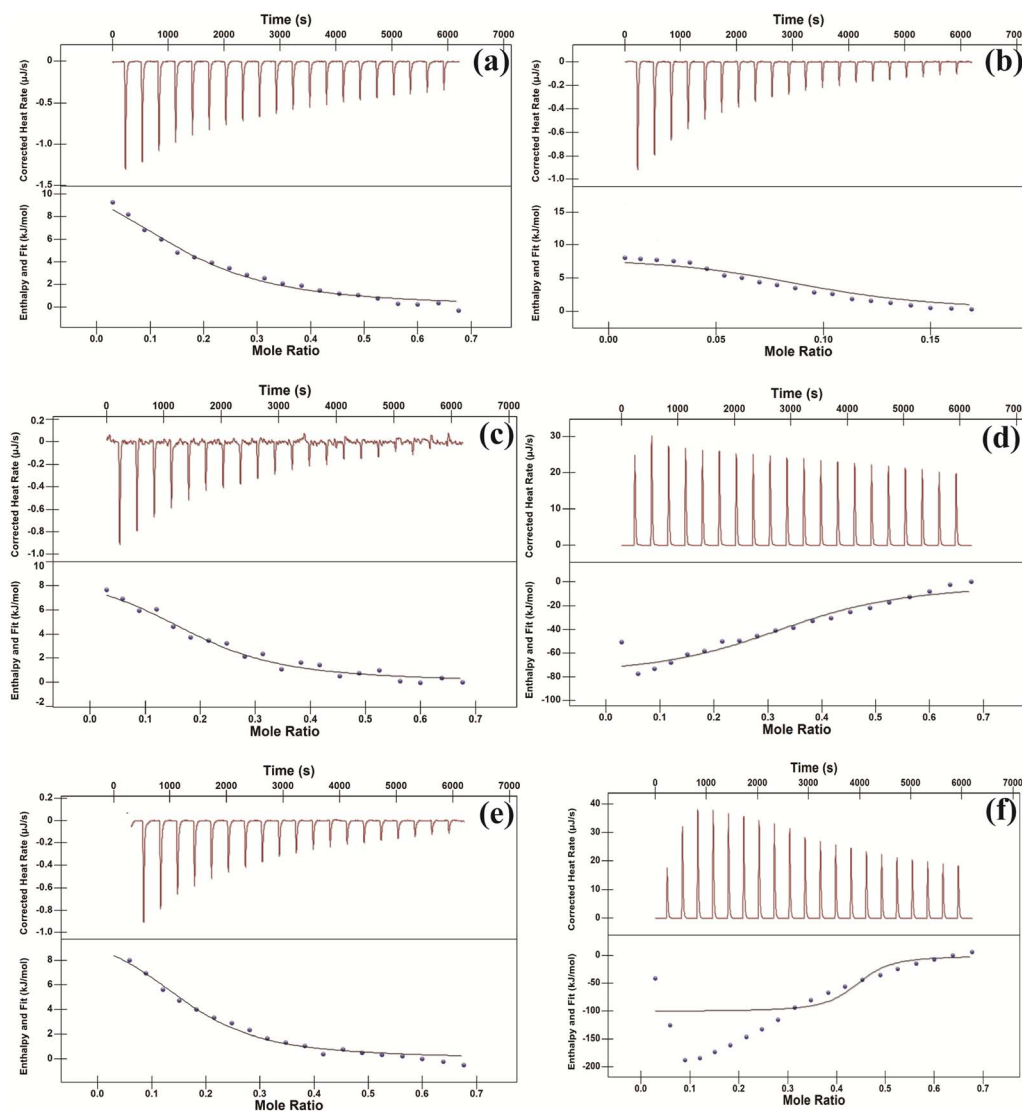 Time (s)
0 1000 2000 3000 4000 5000 6000 7000
(a)
Corrected Heat Rate (µJ/s)
0
-0.5
-1.0
-1.5
Enthalpy and Fit (kJ/mol)
10
8
6
4
2
0
0.0 0.1 0.2 0.3 0.4 0.5 0.6 0.7
Mole Ratio
Time (s)
0 1000 2000 3000 4000 5000 6000 700
(b)
Corrected Heat Rate (µJ/s)
0
-0.2
-0.4
-0.6
-0.8
-1.0
Enthalpy and Fit (kJ/mol)
15
10
5
0
0.00 0.05 0.10 0.15
Mole Ratio
Time (s)
0 1000 2000 3000 4000 5000 6000 7000
(c)
Corrected Heat Rate (µJ/s)
0.2
0
-0.2
-0.4
-0.6
-0.8
-1.0
Enthalpy and Fit (kJ/mol)
10
8
6
4
2
0
-2
0.0 0.1 0.2 0.3 0.4 0.5 0.6 0.7
Mole Ratio
Time (s)
0 1000 2000 3000 4000 5000 6000 7000
(d)
Corrected Heat Rate (µJ/s)
30
20
10
0
Enthalpy and Fit (kJ/mol)
0
-20
-40
-60
-80
-100
0.0 0.1 0.2 0.3 0.4 0.5 0.6 0.7
Mole Ratio
Time (s)
0 1000 2000 3000 4000 5000 6000 7000
(e)
Corrected Heat Rate (µJ/s)
0.2
0
-0.2
-0.4
-0.6
-0.8
-1.0
Enthalpy and Fit (kJ/mol)
8
6
4
2
0
0.0 0.1 0.2 0.3 0.4 0.5 0.6 0.7
Mole Ratio
Time (s)
0 1000 2000 3000 4000 5000 6000 7000
(f)
Corrected Heat Rate (µJ/s)
40
30
20
10
0
Enthalpy and Fit (kJ/mol)
0
-50
-100
-150
-200
0.0 0.1 0.2 0.3 0.4 0.5 0.6 0.7
Mole Ratio